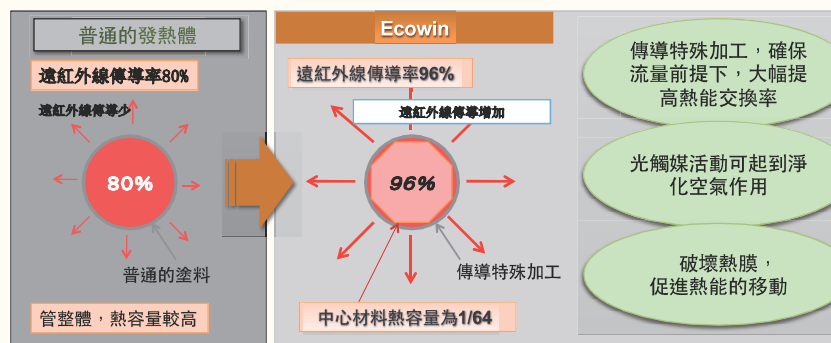 普通的發熱體
遠紅外線傳導率80%
遠紅外線傳導少
80%
普通的塗料
管整體，熱容量較高
Ecowin
遠紅外線傳導率96%
遠紅外線傳導增加
96%
傳導特殊加工
中心材料熱容量為1/64
傳導特殊加工，確保
流量前提下，大幅提
高熱能交換率
光觸媒活動可起到淨
化空氣作用
破壞熱膜，
促進熱能的移動